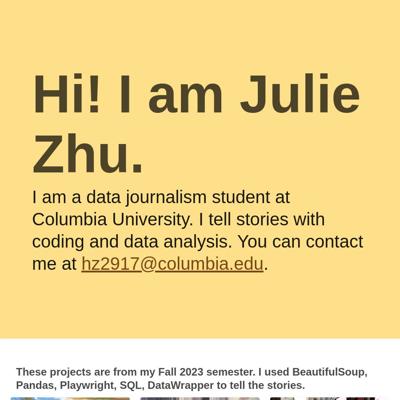 Hi! I am Julie
Zhu.
I am a data journalism student at
Columbia University. I tell stories with
coding and data analysis. You can contact
me at hz2917@columbia.edu.
These projects are from my Fall 2023 semester. I used BeautifulSoup,
Pandas, Playwright, SQL, DataWrapper to tell the stories.